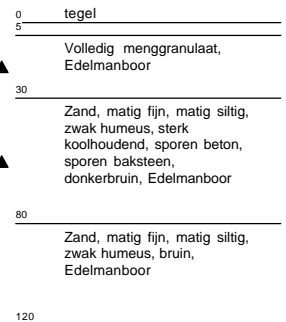 0 tegel
5
Volledig menggranulaat,
Edelmanboor
30
Zand, matig fijn, matig siltig,
zwak humeus, sterk
koolhoudend, sporen beton,
sporen baksteen,
donkerbruin, Edelmanboor
80
Zand, matig fijn, matig siltig,
zwak humeus, bruin,
Edelmanboor
120